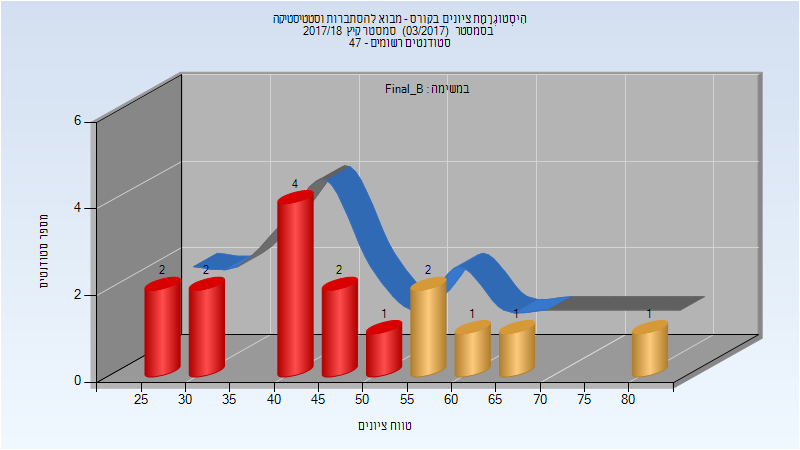 היסטוגרמת ציונים בקורס - מבוא להסתברות וסטטיסטיקה
בסמסטר (03/2017) סמסטר קיץ 2017/18
סטודנטים רשומים - 47
במשימה : Final_B
מספר סטודנטים
6
4
2
0
2
2
4
2
1
2
1
1
1
25 30 35 40 45 50 55 60 65 70 75 80
טווח ציונים